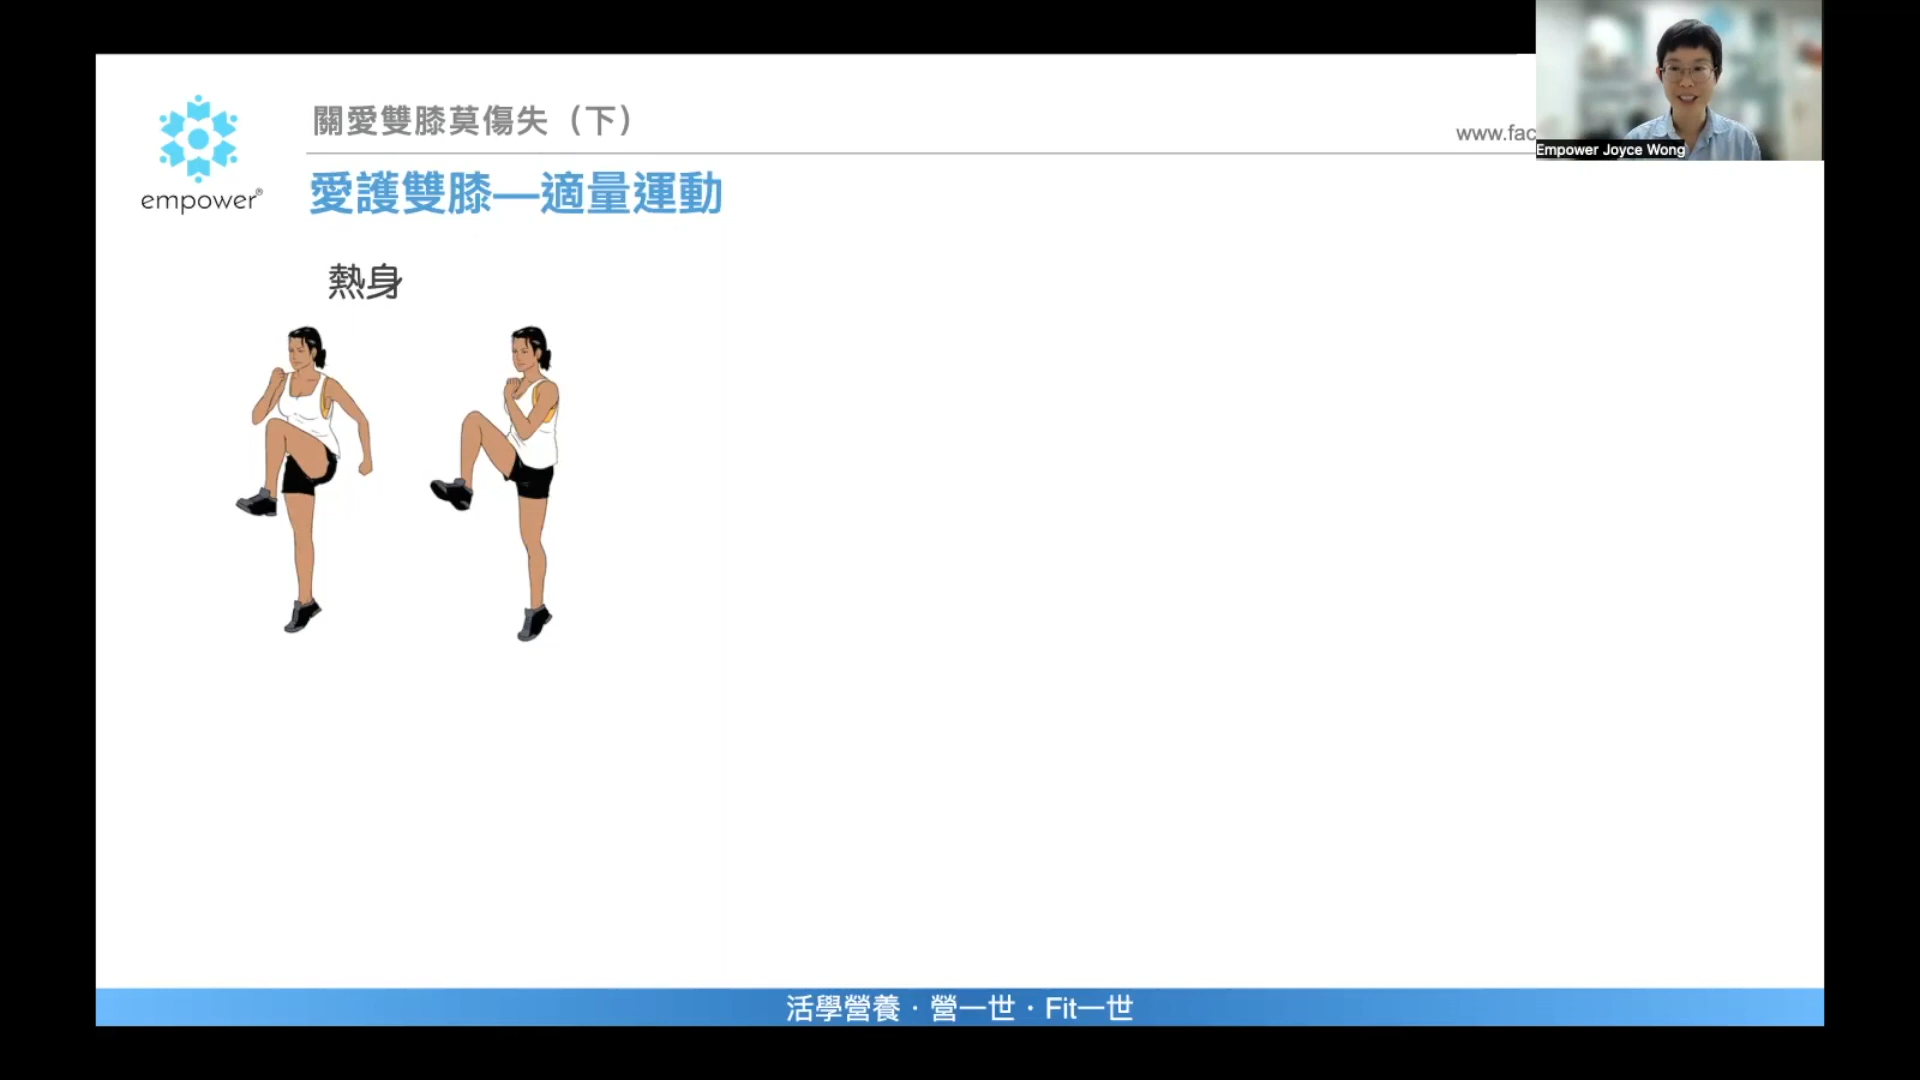 關愛雙膝莫傷失（下）
www.fac
Empower Joyce Wong
empower®
愛護雙膝—適量運動
熱身
活學營養·營一世·Fit一世